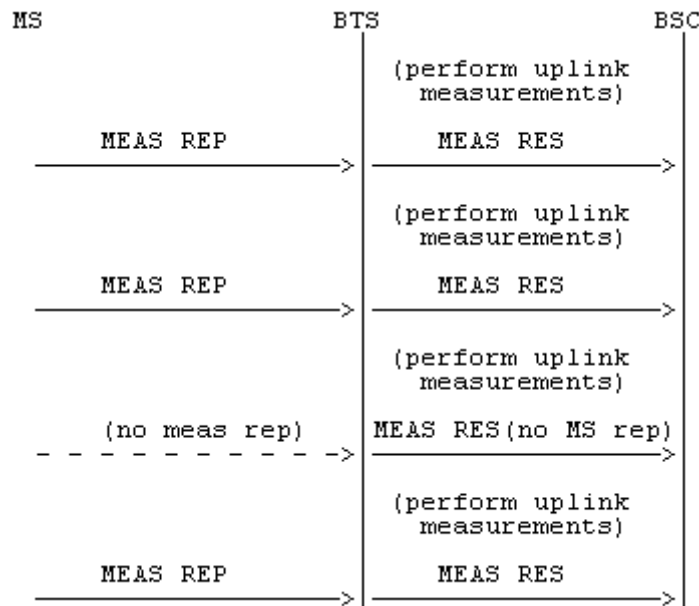 MS BTS BSC
(perform uplink
measurements)
MEAS REP MEAS RES
(perform uplink
measurements)
MEAS REP MEAS RES
(perform uplink
measurements)
(no meas rep) MEAS RES(no MS rep)
(perform uplink
measurements)
MEAS REP MEAS RES